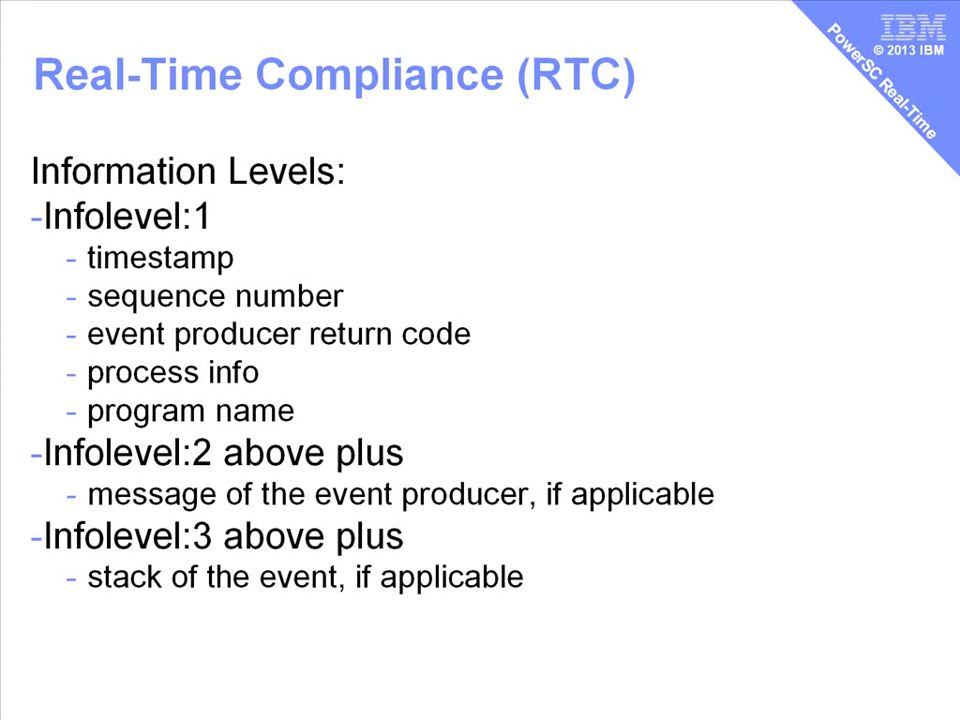 IBM
© 2013 IBM
PowerSC Real-Time
Real-Time Compliance (RTC)
Information Levels:
-Infolevel:1
- timestamp
- sequence number
- event producer return code
- process info
- program name
-Infolevel:2 above plus
- message of the event producer, if applicable
-Infolevel:3 above plus
- stack of the event, if applicable